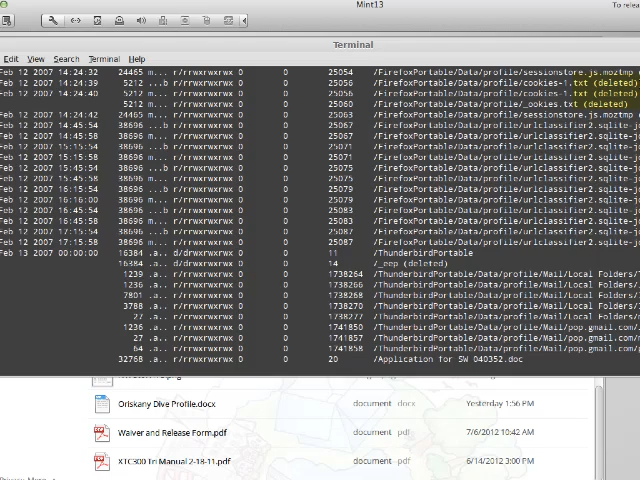 Mint13
To relea
Terminal
Edit View Search Terminal Help
Feb 12 2007 14:24:32 24465 m... r/rrwxrwxrwx 0 0 25054 /FirefoxPortable/Data/profile/sessionstore.js.moztmp
Feb 12 2007 14:24:39 5212 ...b r/rrwxrwxrwx 0 0 25056 /FirefoxPortable/Data/profile/cookies-1.txt (deleted)
Feb 12 2007 14:24:40 5212 m... r/rrwxrwxrwx 0 0 25056 /FirefoxPortable/Data/profile/cookies-1.txt (deleted)
5212 m... r/rrwxrwxrwx 0 0 25060 /FirefoxPortable/Data/profile/_ookies.txt (deleted)
Feb 12 2007 14:24:42 24465 m... r/rrwxrwxrwx 0 0 25063 /FirefoxPortable/Data/profile/sessionstore.js.moztmp
Feb 12 2007 14:45:54 38696 ...b r/rrwxrwxrwx 0 0 25067 /FirefoxPortable/Data/profile/urlclassifier2.sqlite-jo
Feb 12 2007 14:45:58 38696 m... r/rrwxrwxrwx 0 0 25067 /FirefoxPortable/Data/profile/urlclassifier2.sqlite-jo
Feb 12 2007 15:15:54 38696 ...b r/rrwxrwxrwx 0 0 25071 /FirefoxPortable/Data/profile/urlclassifier2.sqlite-jo
Feb 12 2007 15:15:58 38696 m... r/rrwxrwxrwx 0 0 25071 /FirefoxPortable/Data/profile/urlclassifier2.sqlite-jo
Feb 12 2007 15:45:54 38696 ...b r/rrwxrwxrwx 0 0 25075 /FirefoxPortable/Data/profile/urlclassifier2.sqlite-jo
Feb 12 2007 15:45:58 38696 m... r/rrwxrwxrwx 0 0 25075 /FirefoxPortable/Data/profile/urlclassifier2.sqlite-jo
Feb 12 2007 16:15:54 38696 ...b r/rrwxrwxrwx 0 0 25079 /FirefoxPortable/Data/profile/urlclassifier2.sqlite-jo
Feb 12 2007 16:16:00 38696 m... r/rrwxrwxrwx 0 0 25079 /FirefoxPortable/Data/profile/urlclassifier2.sqlite-jo
Feb 12 2007 16:45:54 38696 ...b r/rrwxrwxrwx 0 0 25083 /FirefoxPortable/Data/profile/urlclassifier2.sqlite-jo
Feb 12 2007 16:45:58 38696 m... r/rrwxrwxrwx 0 0 25083 /FirefoxPortable/Data/profile/urlclassifier2.sqlite-jo
Feb 12 2007 17:15:54 38696 ...b r/rrwxrwxrwx 0 0 25087 /FirefoxPortable/Data/profile/urlclassifier2.sqlite-jo
Feb 12 2007 17:15:58 38696 m... r/rrwxrwxrwx 0 0 25087 /FirefoxPortable/Data/profile/urlclassifier2.sqlite-jo
Feb 13 2007 00:00:00 16384 .a.. d/drwxrwxrwx 0 0 11 /ThunderbirdPortable
16384 .a.. d/drwxrwxrwx 0 0 14 /_eep (deleted)
1239 .a.. r/rrwxrwxrwx 0 0 1738264 /ThunderbirdPortable/Data/profile/Mail/Local Folders/
1236 .a.. r/rrwxrwxrwx 0 0 1738266 /ThunderbirdPortable/Data/profile/Mail/Local Folders/
7801 .a.. r/rrwxrwxrwx 0 0 1738268 /ThunderbirdPortable/Data/profile/Mail/Local Folders/
3788 .a.. r/rrwxrwxrwx 0 0 1738270 /ThunderbirdPortable/Data/profile/Mail/Local Folders/
27 .a.. r/rrwxrwxrwx 0 0 1738277 /ThunderbirdPortable/Data/profile/Mail/Local Folders/
1236 .a.. r/rrwxrwxrwx 0 0 1741850 /ThunderbirdPortable/Data/profile/Mail/pop.gmail.com/
27 .a.. r/rrwxrwxrwx 0 0 1741857 /ThunderbirdPortable/Data/profile/Mail/pop.gmail.com/
64 .a.. r/rrwxrwxrwx 0 0 1741858 /ThunderbirdPortable/Data/profile/Mail/pop.gmail.com/
32768 .a.. r/rrwxrwxrwx 0 0 20 /Application for SW 040352.doc
Oriskany Dive Profile.docx document docx Yesterday 1:56 PM
Waiver and Release Form.pdf document pdf 7/6/2012 10:42 AM
XTC300 Tri Manual 2-18-11.pdf document pdf 6/14/2012 3:00 PM